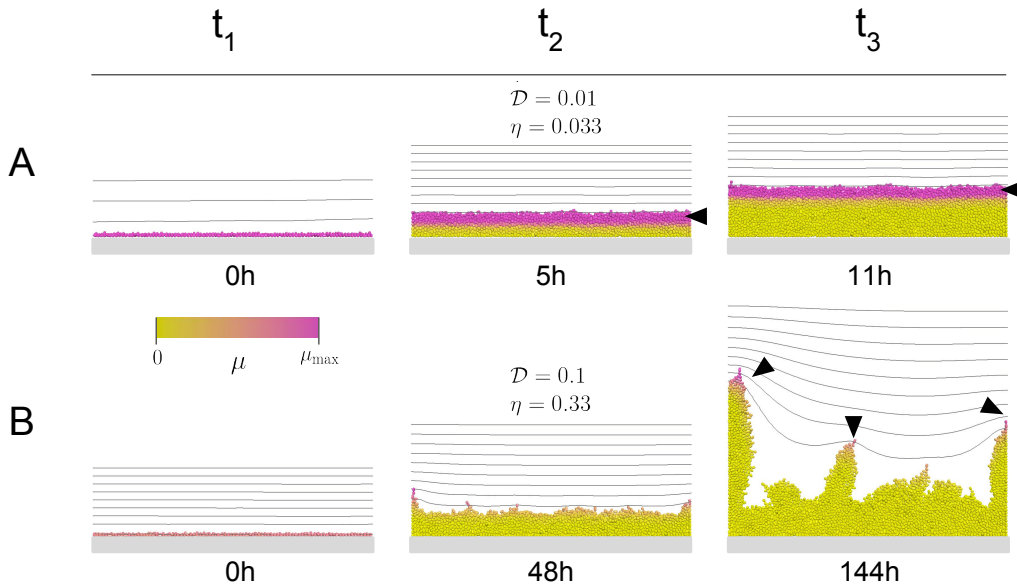 t₁ t₂ t₃
Ḋ = 0.01
η = 0.033
A
0h 5h 11h
0 μ μₘₐₓ
𝒟 = 0.1
η = 0.33
B
0h 48h 144h